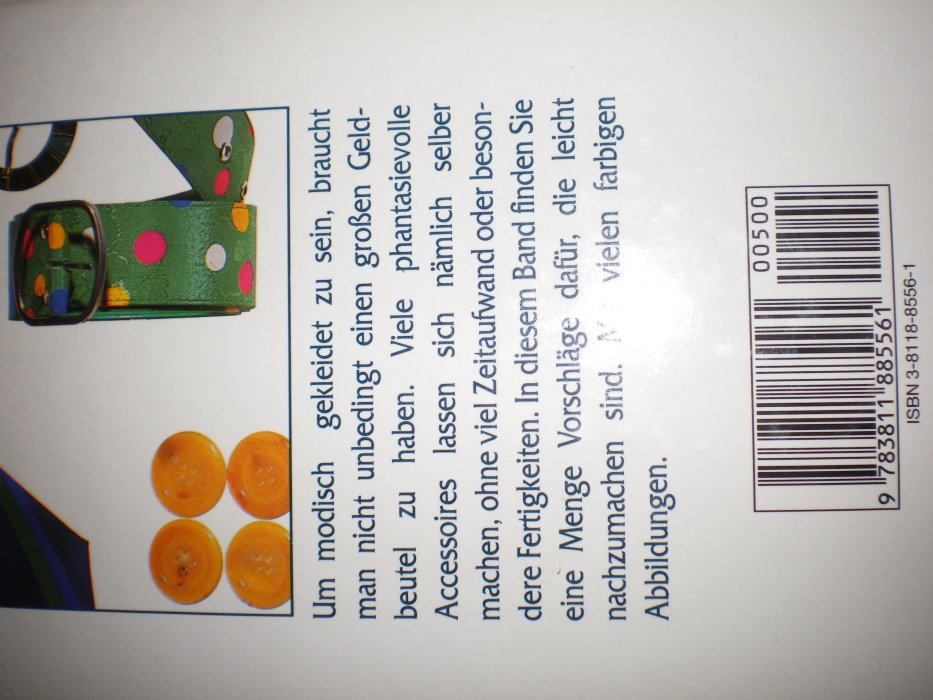 Um modisch gekleidet zu sein, braucht
man nicht unbedingt einen großen Geld-
beutel zu haben. Viele phantasievolle
Accessoires lassen sich nämlich selber
machen, ohne viel Zeitaufwand oder beson-
dere Fertigkeiten. In diesem Band finden Sie
eine Menge Vorschläge dafür, die leicht
nachzumachen sind. vielen farbigen
Abbildungen.
00500
9 783811 885561
ISBN 3-8118-8556-1